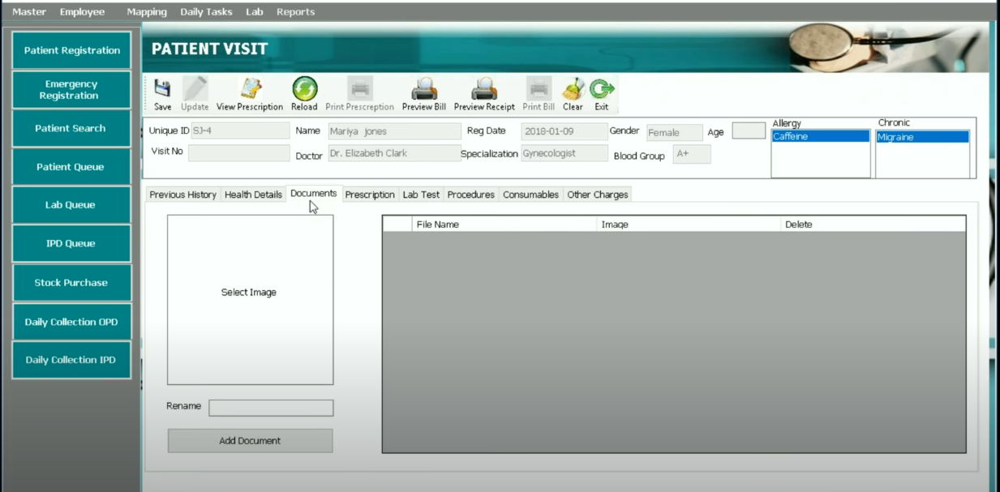 Master Employee Mapping Daily Tasks Lab Reports
Patient Registration
Emergency
Registration
Patient Search
Patient Queue
Lab Queue
IPD Queue
Stock Purchase
Daily Collection OPD
Daily Collection IPD
PATIENT VISIT
Save Update View Prescription Reload Print Prescreption Preview Bill Preview Receipt Print Bill Clear Exit
Unique ID SJ-4 Name Mariya jones Reg Date 2018-01-09 Gender Female Age
Visit No Doctor Dr. Elizabeth Clark Specialization Gynecologist Blood Group A+
Allergy Chronic
Caffeine Migraine
Previous History Health Details Documents Prescription Lab Test Procedures Consumables Other Charges
Select Image
Rename
Add Document
File Name Image Delete